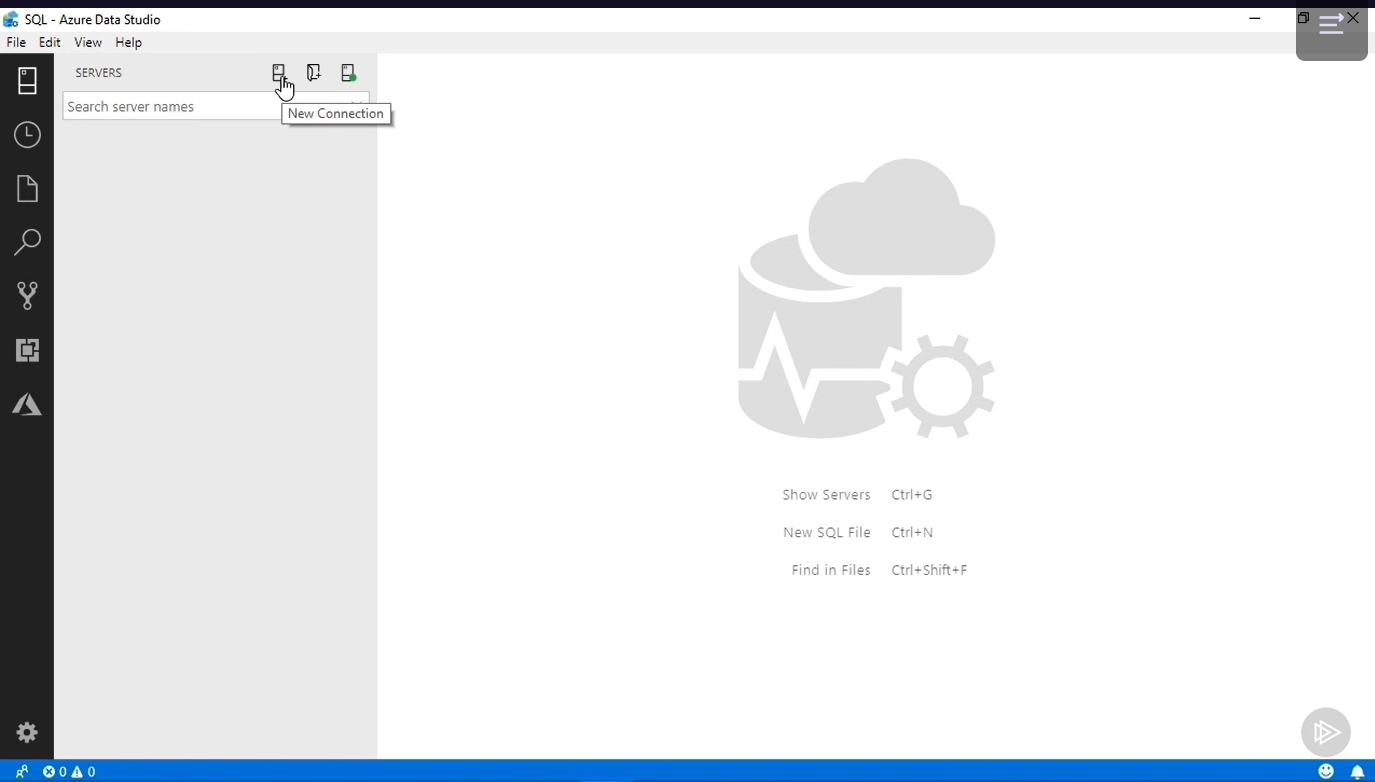 SQL - Azure Data Studio
File Edit View Help
SERVERS
Search server names
New Connection
Show Servers Ctrl+G
New SQL File Ctrl+N
Find in Files Ctrl+Shift+F
0 0